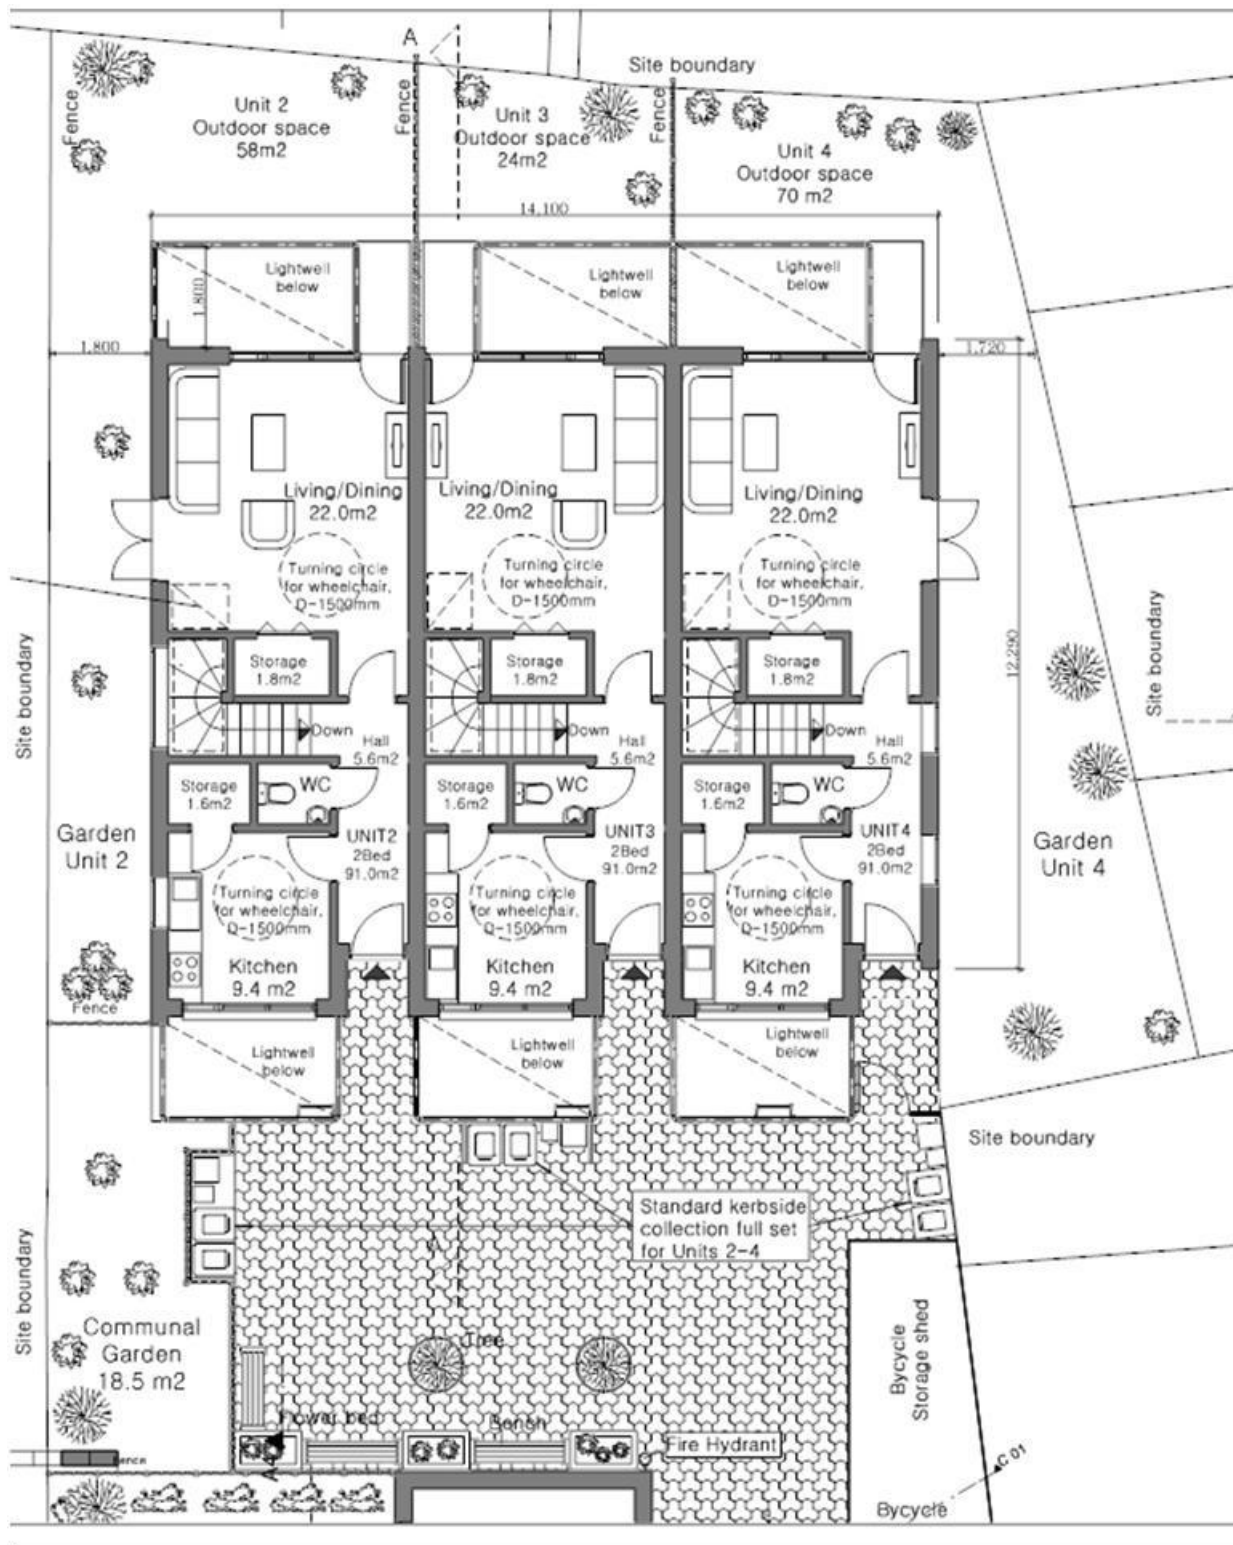 A
Site boundary
Fence
Unit 2
Outdoor space
58m2
Fence
Unit 3
Outdoor space
24m2
Fence
Unit 4
Outdoor space
70 m2
14,100
Lightwell
below
Lightwell
below
Lightwell
below
1,800
1,800
1,720
Living/Dining
22.0m2
Living/Dining
22.0m2
Living/Dining
22.0m2
Turning circle
for wheelchair,
D-1500mm
Turning circle
for wheelchair,
D-1500mm
Turning circle
for wheelchair,
D-1500mm
Site boundary
Site boundary
12,290
Storage
1.8m2
Storage
1.8m2
Storage
1.8m2
Down
Down
Down
Hall
5.6m2
Hall
5.6m2
Hall
5.6m2
Storage
1.6m2
WC
Storage
1.6m2
WC
Storage
1.6m2
WC
Garden
Unit 2
UNIT2
2Bed
91.0m2
UNIT3
2Bed
91.0m2
UNIT4
2Bed
91.0m2
Garden
Unit 4
Turning circle
for wheelchair,
D-1500mm
Turning circle
for wheelchair,
D-1500mm
Turning circle
for wheelchair,
D-1500mm
Kitchen
9.4 m2
Kitchen
9.4 m2
Kitchen
9.4 m2
Fence
Lightwell
below
Lightwell
below
Lightwell
below
Site boundary
Standard kerbside
collection full set
for Units 2-4
Site boundary
Communal
Garden
18.5 m2
Tree
Bycycle
Storage shed
Flower bed
Bench
Fire Hydrant
C 01
Bycycle